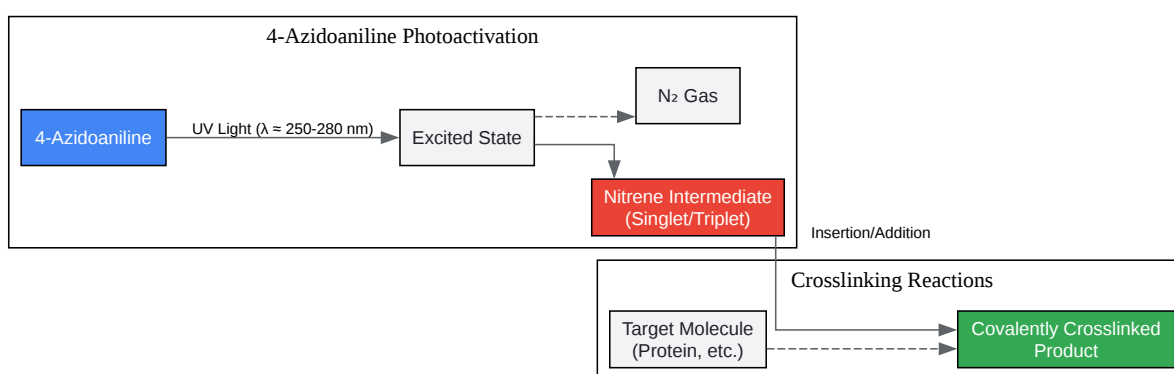 4-Azidoaniline Photoactivation
N₂ Gas
4-Azidoaniline
UV Light (λ ≈ 250-280 nm)
Excited State
Nitrene Intermediate
(Singlet/Triplet)
Insertion/Addition
Crosslinking Reactions
Target Molecule
(Protein, etc.)
Covalently Crosslinked
Product